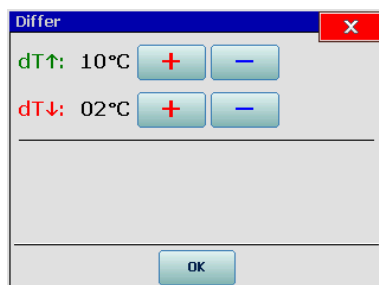 Differ X
dT↑: 10°C + −
dT↓: 02°C + −
OK